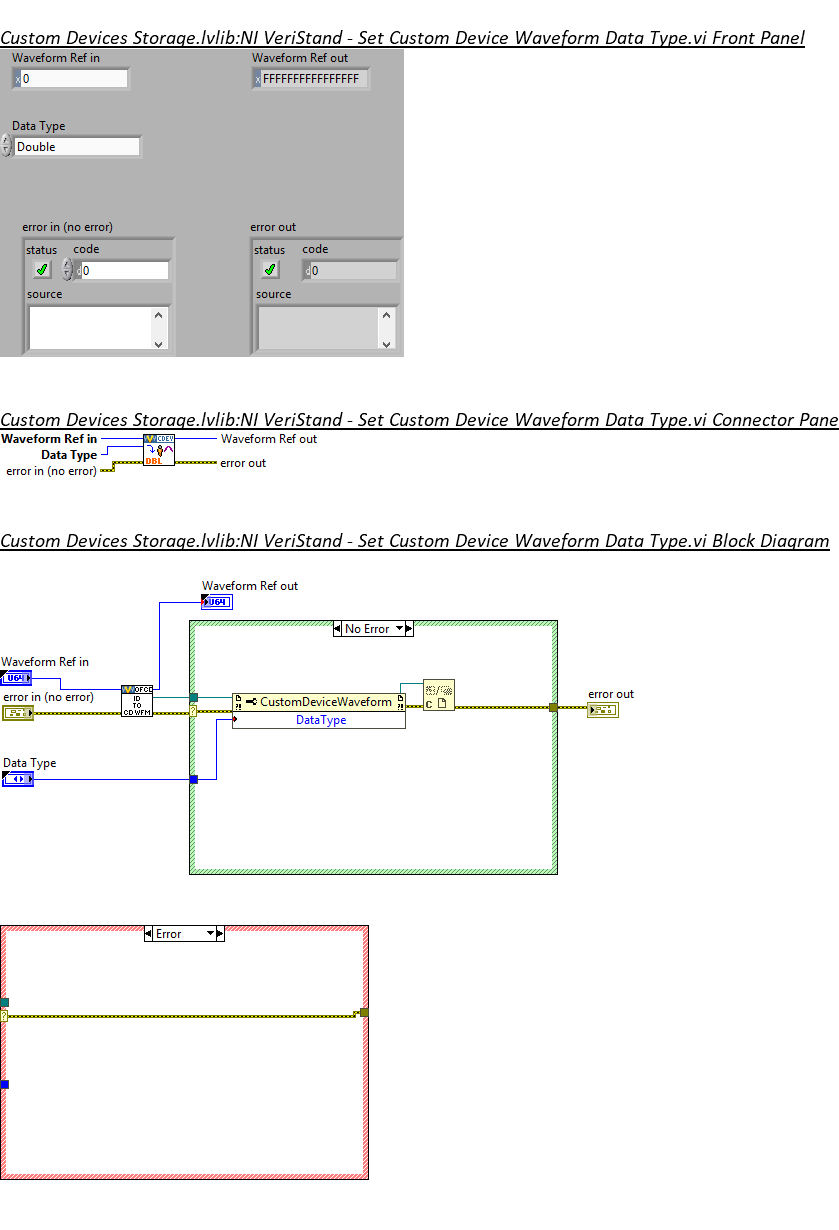 Custom Devices Storage.lvlib:NI VeriStand - Set Custom Device Waveform Data Type.vi Front Panel
Waveform Ref in
Waveform Ref out
x 0
x FFFFFFFFFFFFFFFF
Data Type
Double
error in (no error)
error out
status
code
status
code
d 0
d 0
source
source
Custom Devices Storage.lvlib:NI VeriStand - Set Custom Device Waveform Data Type.vi Connector Pane
Waveform Ref in
CDEV
Waveform Ref out
Data Type
DBL
error out
error in (no error)
Custom Devices Storage.lvlib:NI VeriStand - Set Custom Device Waveform Data Type.vi Block Diagram
Waveform Ref out
U64
No Error
Waveform Ref in
U64
error in (no error)
ID
TO
CD WFM
?
CustomDeviceWaveform
?!
?!
DataType
C
error out
Data Type
Error
?